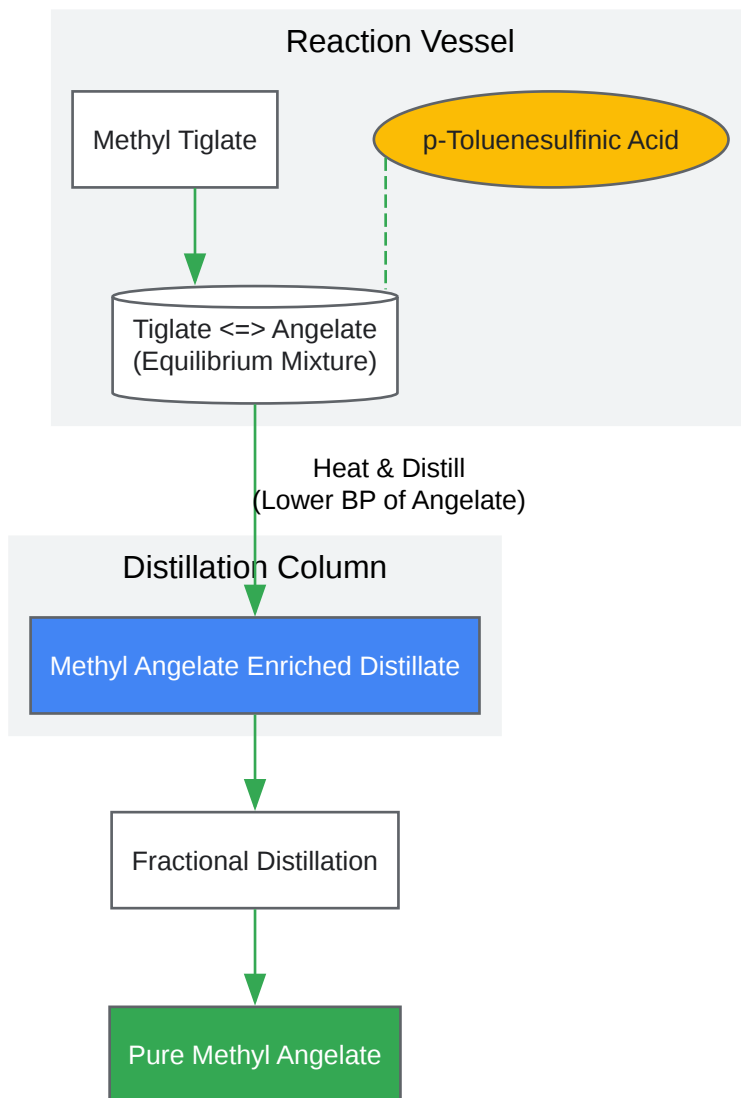 Reaction Vessel
Methyl Tiglate
p-Toluenesulfinic Acid
Tiglate <=> Angelate
(Equilibrium Mixture)
Heat & Distill
(Lower BP of Angelate)
Distillation Column
Methyl Angelate Enriched Distillate
Fractional Distillation
Pure Methyl Angelate